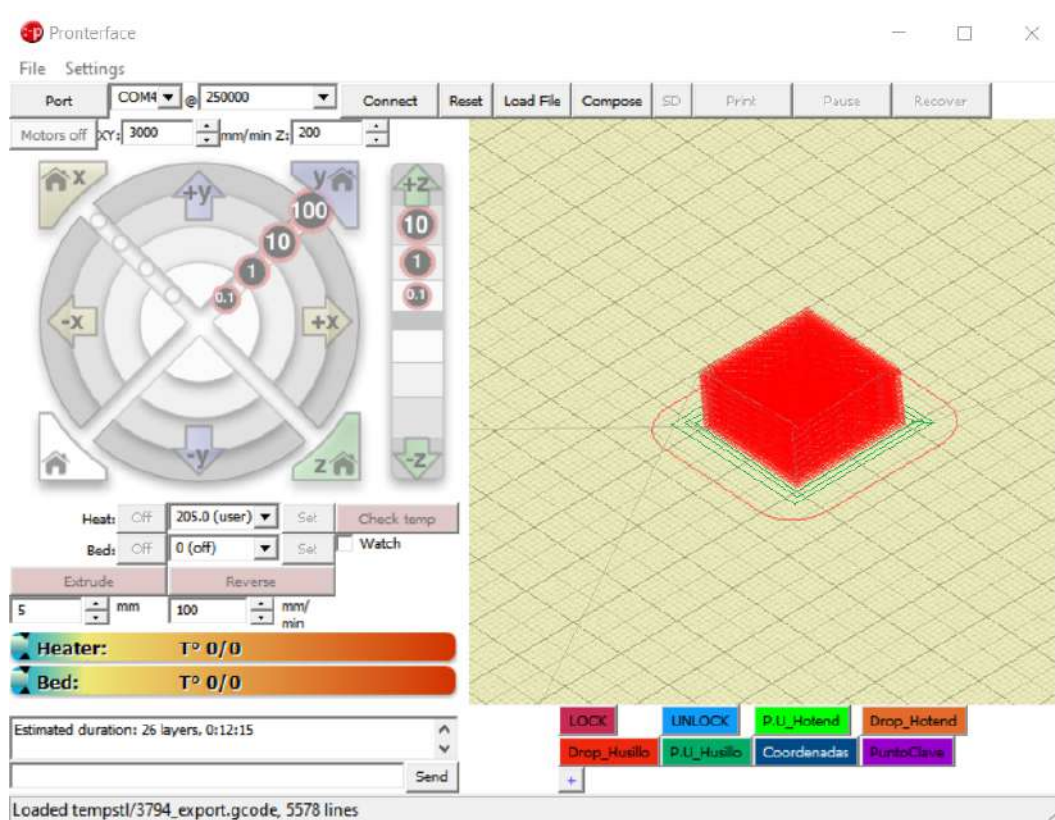 Pronterface
File Settings
Port COM4 @ 250000 Connect Reset Load File Compose SD Print Pause Recover
Motors off XY: 3000 mm/min Z: 200
x +y y +z
100 10
10 1
1 0.1
0.1
-x +x
-y z -z
Heat: Off 205.0 (user) Set Check temp
Bed: Off 0 (off) Set Watch
Extrude Reverse
5 mm 100 mm/
min
Heater: T° 0/0
Bed: T° 0/0
LOCK UNLOCK P.U_Hotend Drop_Hotend
Estimated duration: 26 layers, 0:12:15
Drop_Husillo P.U_Husillo Coordenadas PuntoClave
Send +
Loaded tempstl/3794_export.gcode, 5578 lines